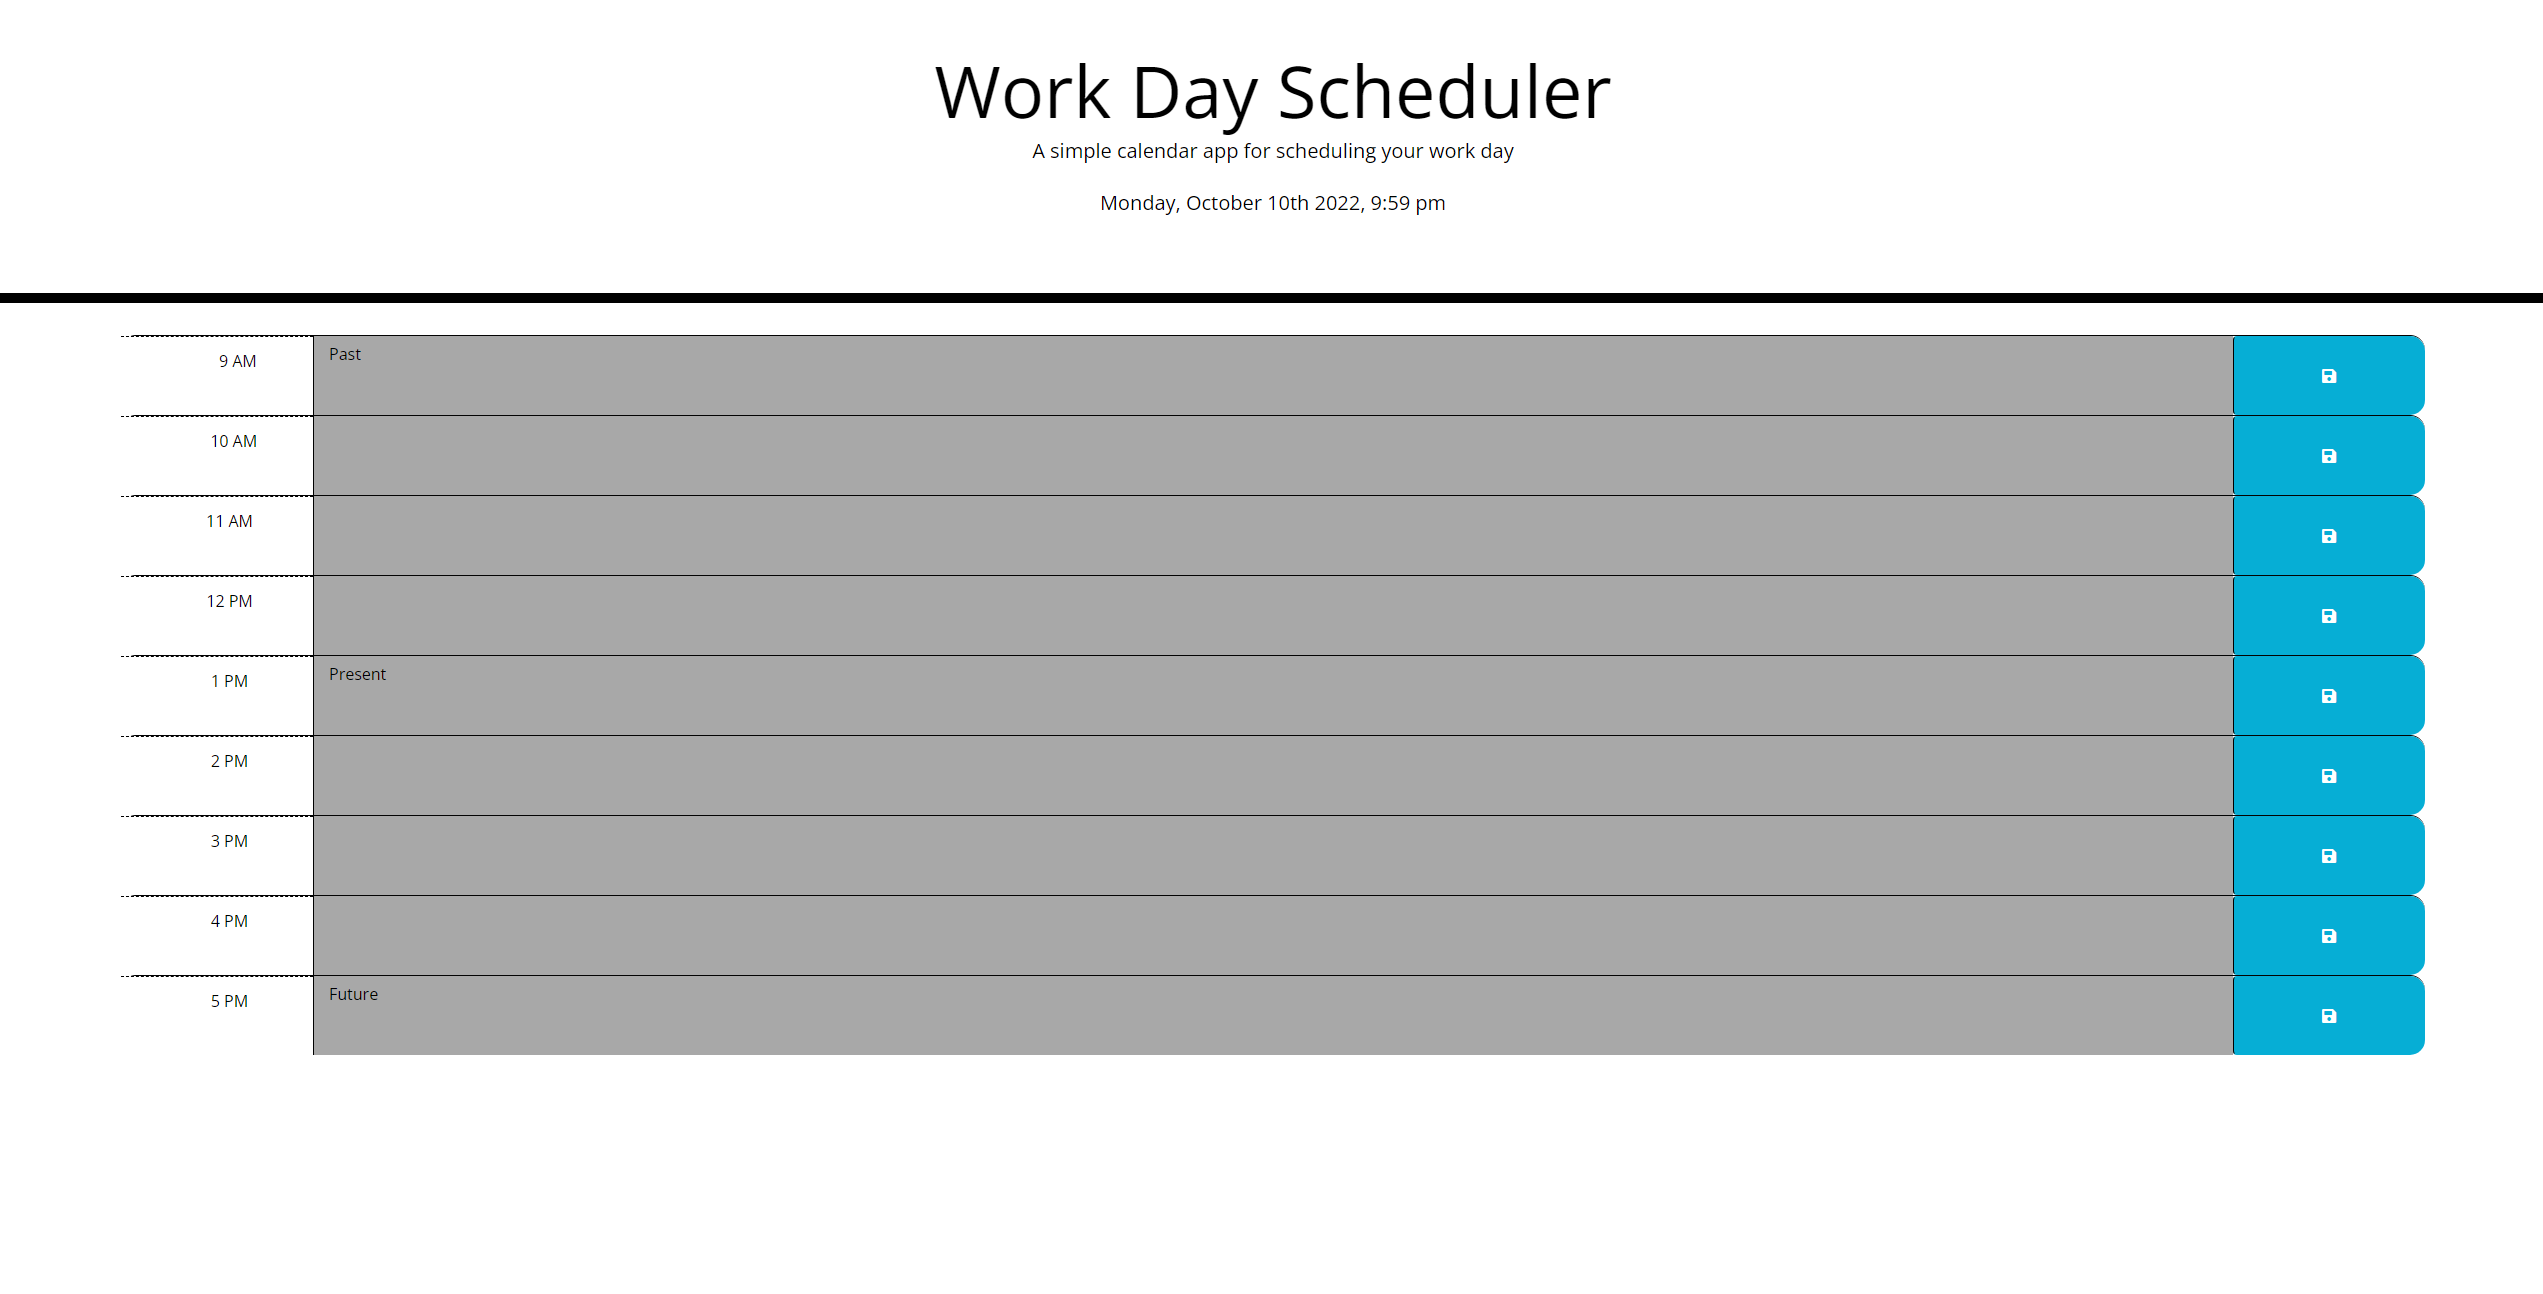 Work Day Scheduler
A simple calendar app for scheduling your work day
Monday, October 10th 2022, 9:59 pm
9 AM Past
10 AM
11 AM
12 PM
1 PM Present
2 PM
3 PM
4 PM
5 PM Future